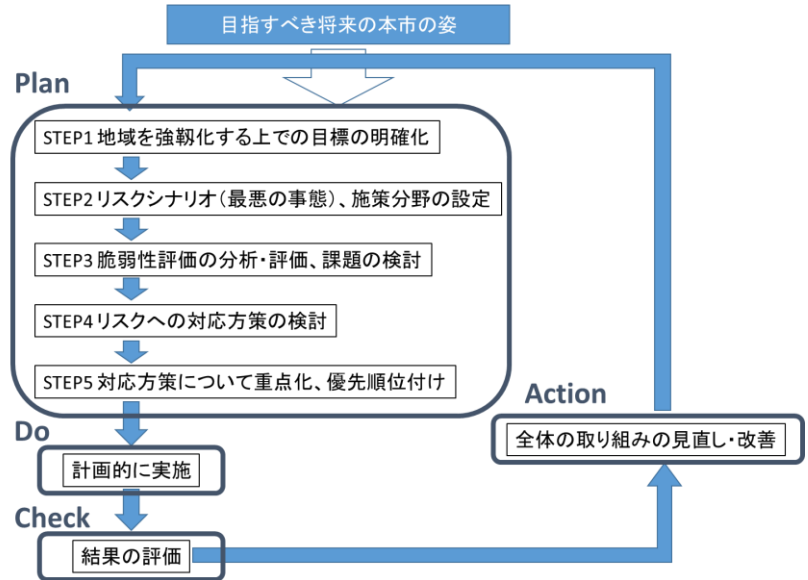 目指すべき将来の本市の姿
Plan
STEP1 地域を強靱化する上での目標の明確化
STEP2 リスクシナリオ(最悪の事態)、施策分野の設定
STEP3 脆弱性評価の分析・評価、課題の検討
STEP4 リスクへの対応方策の検討
STEP5 対応方策について重点化、優先順位付け
Do
計画的に実施
Check
結果の評価
Action
全体の取り組みの見直し・改善